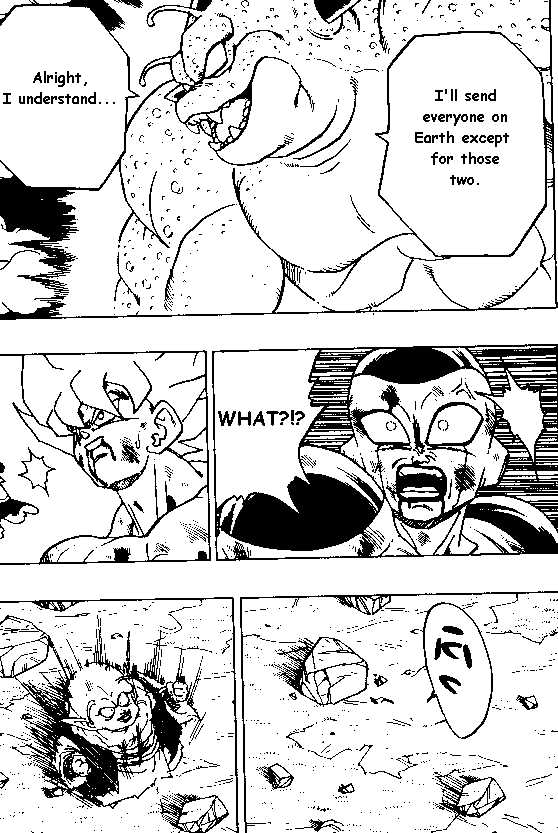 Alright,
I understand...
I'll send
everyone on
Earth except
for those
two.
WHAT?!?